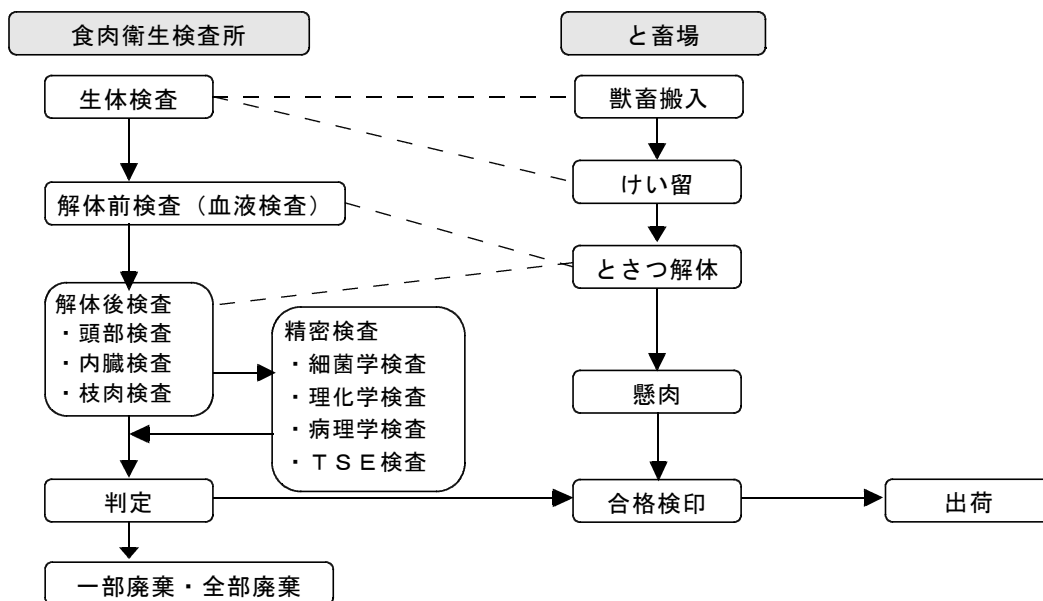 食肉衛生検査所
と畜場
生体検査
獣畜搬入
けい留
解体前検査（血液検査）
とさつ解体
解体後検査
・頭部検査
・内臓検査
・枝肉検査
精密検査
・細菌学検査
・理化学検査
・病理学検査
・ＴＳＥ検査
懸肉
判定
合格検印
出荷
一部廃棄・全部廃棄